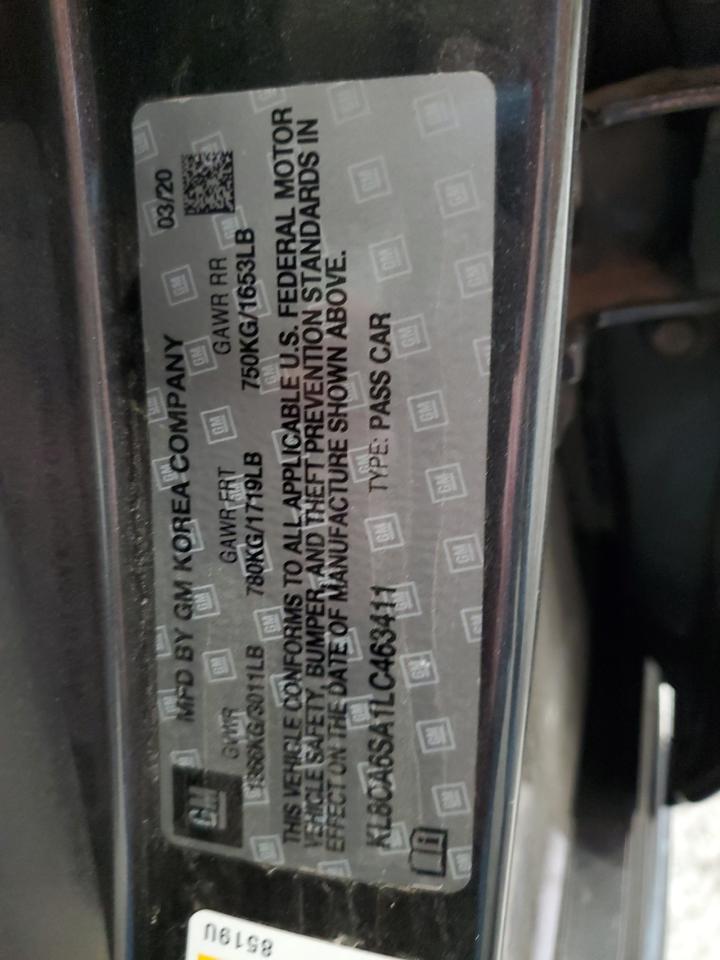 GM
MFD BY GM KOREA COMPANY 03/20
GVWR GAWR FRT GAWR RR
1366KG/3011LB 780KG/1719LB 750KG/1653LB
THIS VEHICLE CONFORMS TO ALL APPLICABLE U.S. FEDERAL MOTOR
VEHICLE SAFETY, BUMPER, AND THEFT PREVENTION STANDARDS IN
EFFECT ON THE DATE OF MANUFACTURE SHOWN ABOVE.
KL8CA6SA1LC463411 TYPE: PASS CAR
8519U